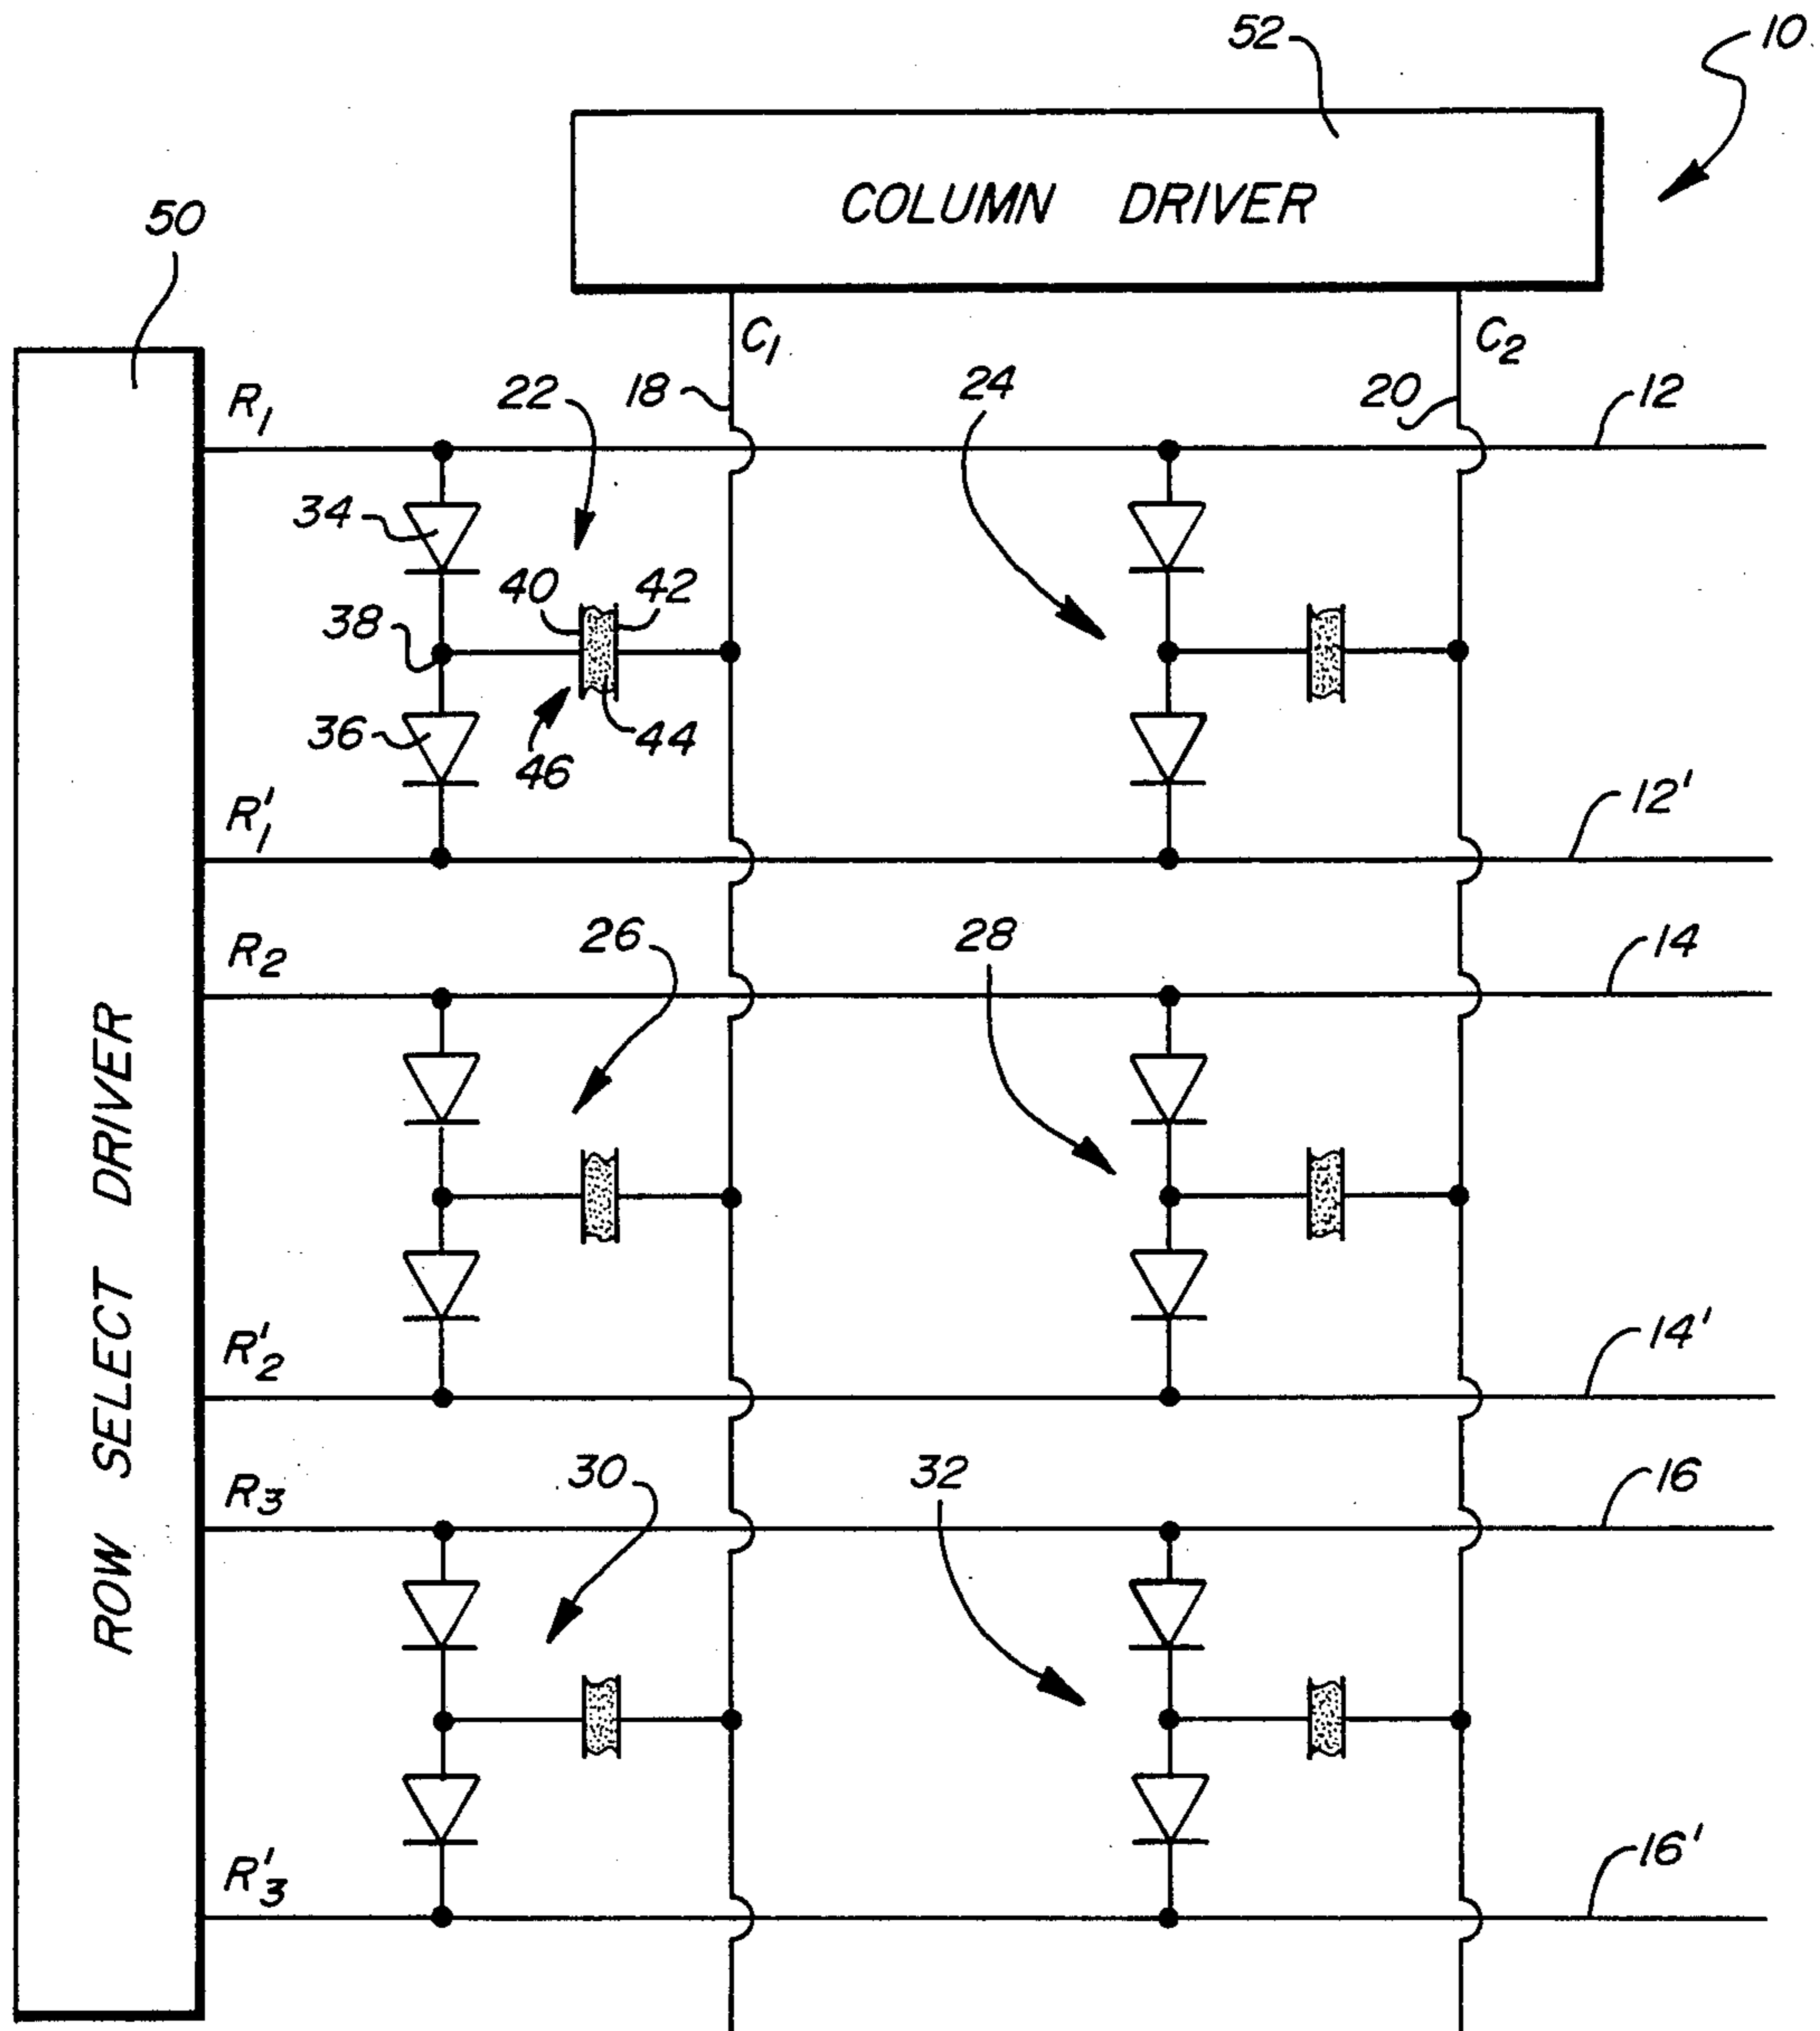 52
10
COLUMN DRIVER
50
C1
C2
R1
22
18
24
20
12
34
40
42
38
36
46
44
R'1
12'
R2
26
28
14
ROW SELECT DRIVER
R'2
14'
R3
30
32
16
R'3
16'